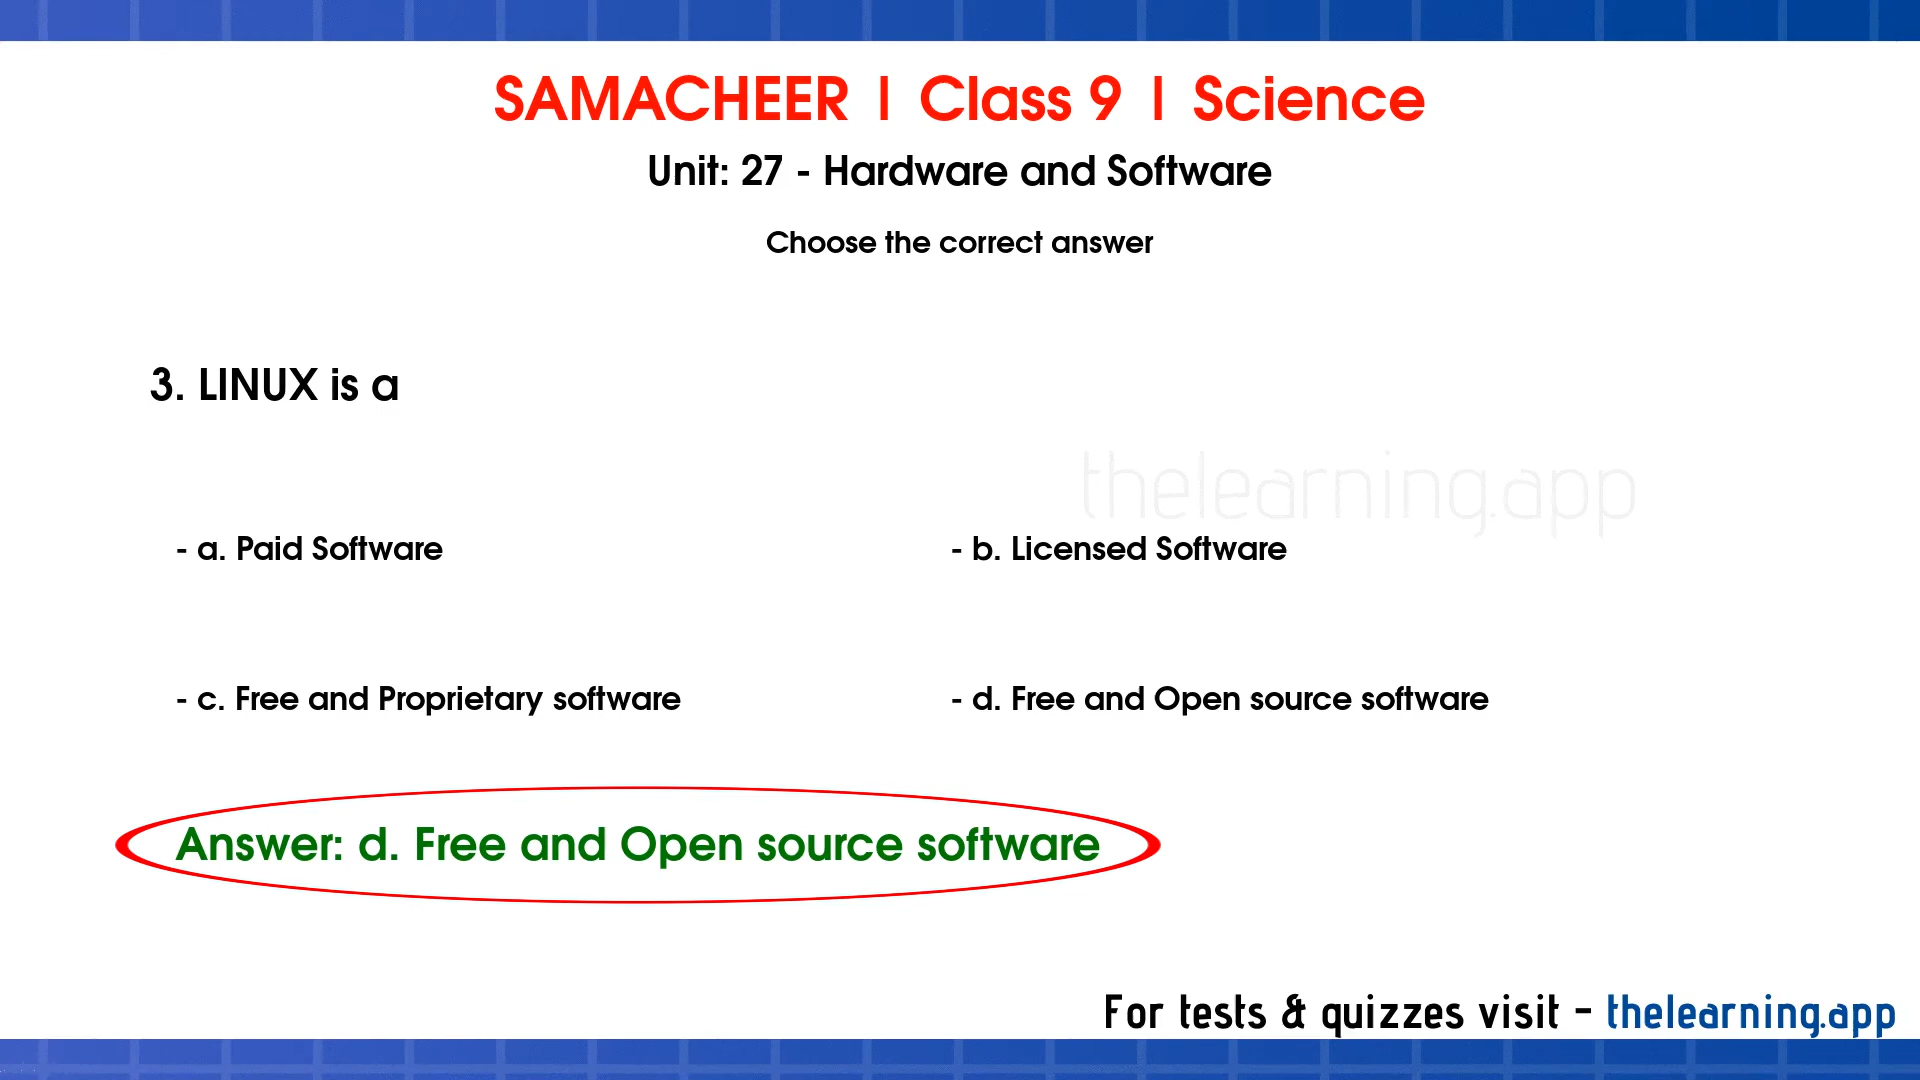 SAMACHEER | Class 9 | Science
Unit: 27 - Hardware and Software
Choose the correct answer
3. LINUX is a
thelearning.app
- a. Paid Software
- b. Licensed Software
- c. Free and Proprietary software
- d. Free and Open source software
Answer: d. Free and Open source software
For tests & quizzes visit - thelearning.app